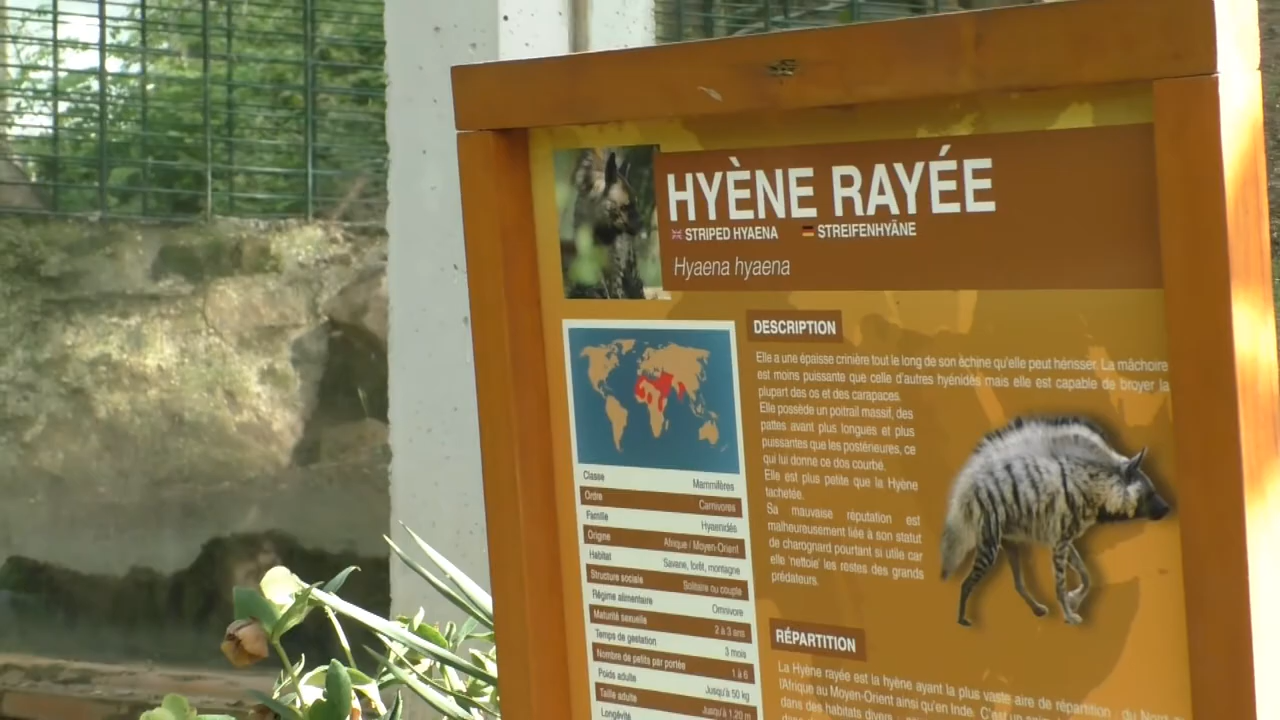 HYÈNE RAYÉE
STRIPED HYAENA STREIFENHYÄNE
Hyaena hyaena
DESCRIPTION
Elle a une épaisse crinière tout le long de son échine qu'elle peut hérisser. La mâchoire
est moins puissante que celle d'autres hyénidés mais elle est capable de broyer la
plupart des os et des carapaces.
Elle possède un poitrail massif, des
pattes avant plus longues et plus
puissantes que les postérieures, ce
qui lui donne ce dos courbé.
Elle est plus petite que la Hyène
tachetée.
Sa mauvaise réputation est
malheureusement liée à son statut
de charognard pourtant si utile car
elle 'nettoie' les restes des grands
prédateurs.
Classe Mammifères
Ordre Carnivores
Famille Hyaenidés
Origine Afrique / Moyen-Orient
Habitat Savane, forêt, montagne
Structure sociale Solitaire ou couple
Régime alimentaire Omnivore
Maturité sexuelle 2 à 3 ans
Temps de gestation 3 mois
Nombre de petits par portée 1 à 6
Poids adulte Jusqu'à 50 kg
Taille adulte Jusqu'à 1,20 m
Longévité
RÉPARTITION
La Hyène rayée est la hyène ayant la plus vaste aire de répartition : du Nord
l'Afrique au Moyen-Orient ainsi qu'en Inde. C'est un
dans des habitats divers